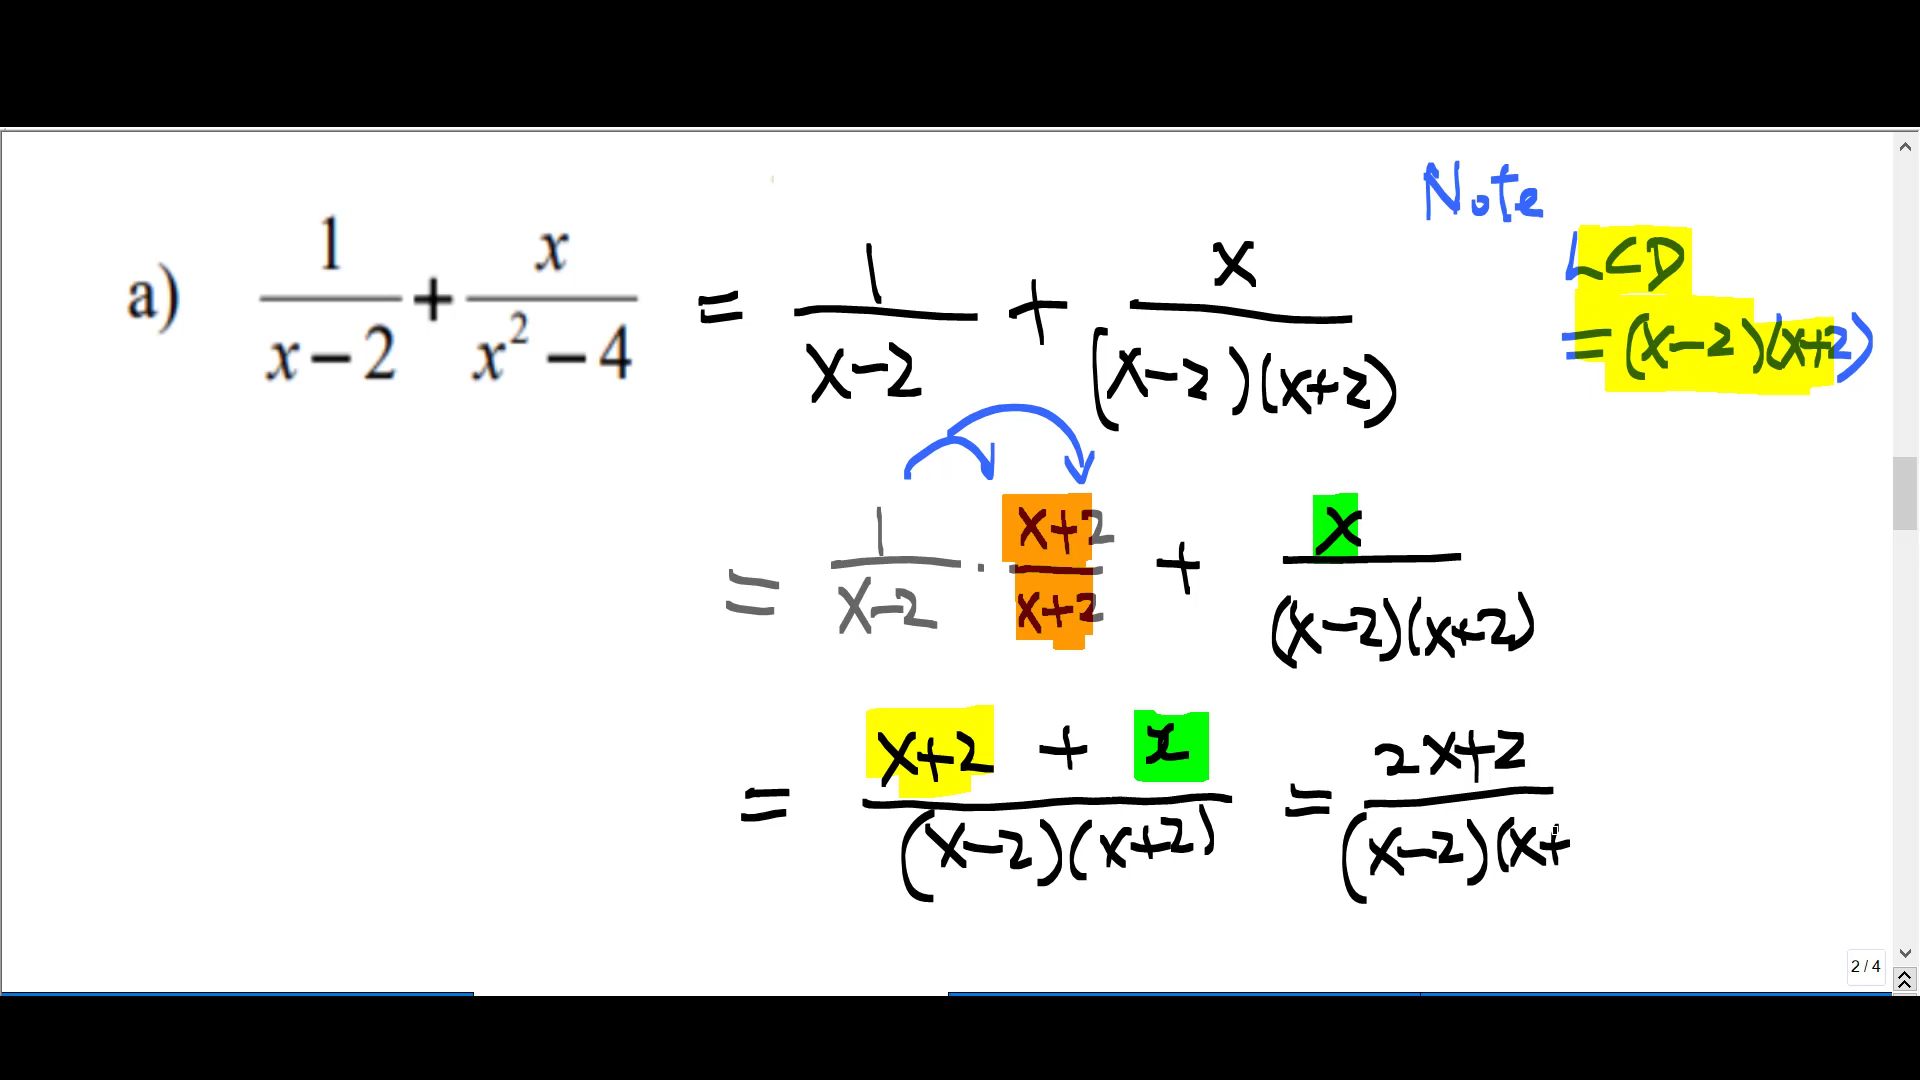 Note
a) 1/(x−2) + x/(x²−4) = 1/(x−2) + x/((x−2)(x+2))
LCD
= (x−2)(x+2)
= 1/(x−2) · (x+2)/(x+2) + x/((x−2)(x+2))
= (x+2 + x)/((x−2)(x+2)) = (2x+2)/((x−2)(x+
2 / 4